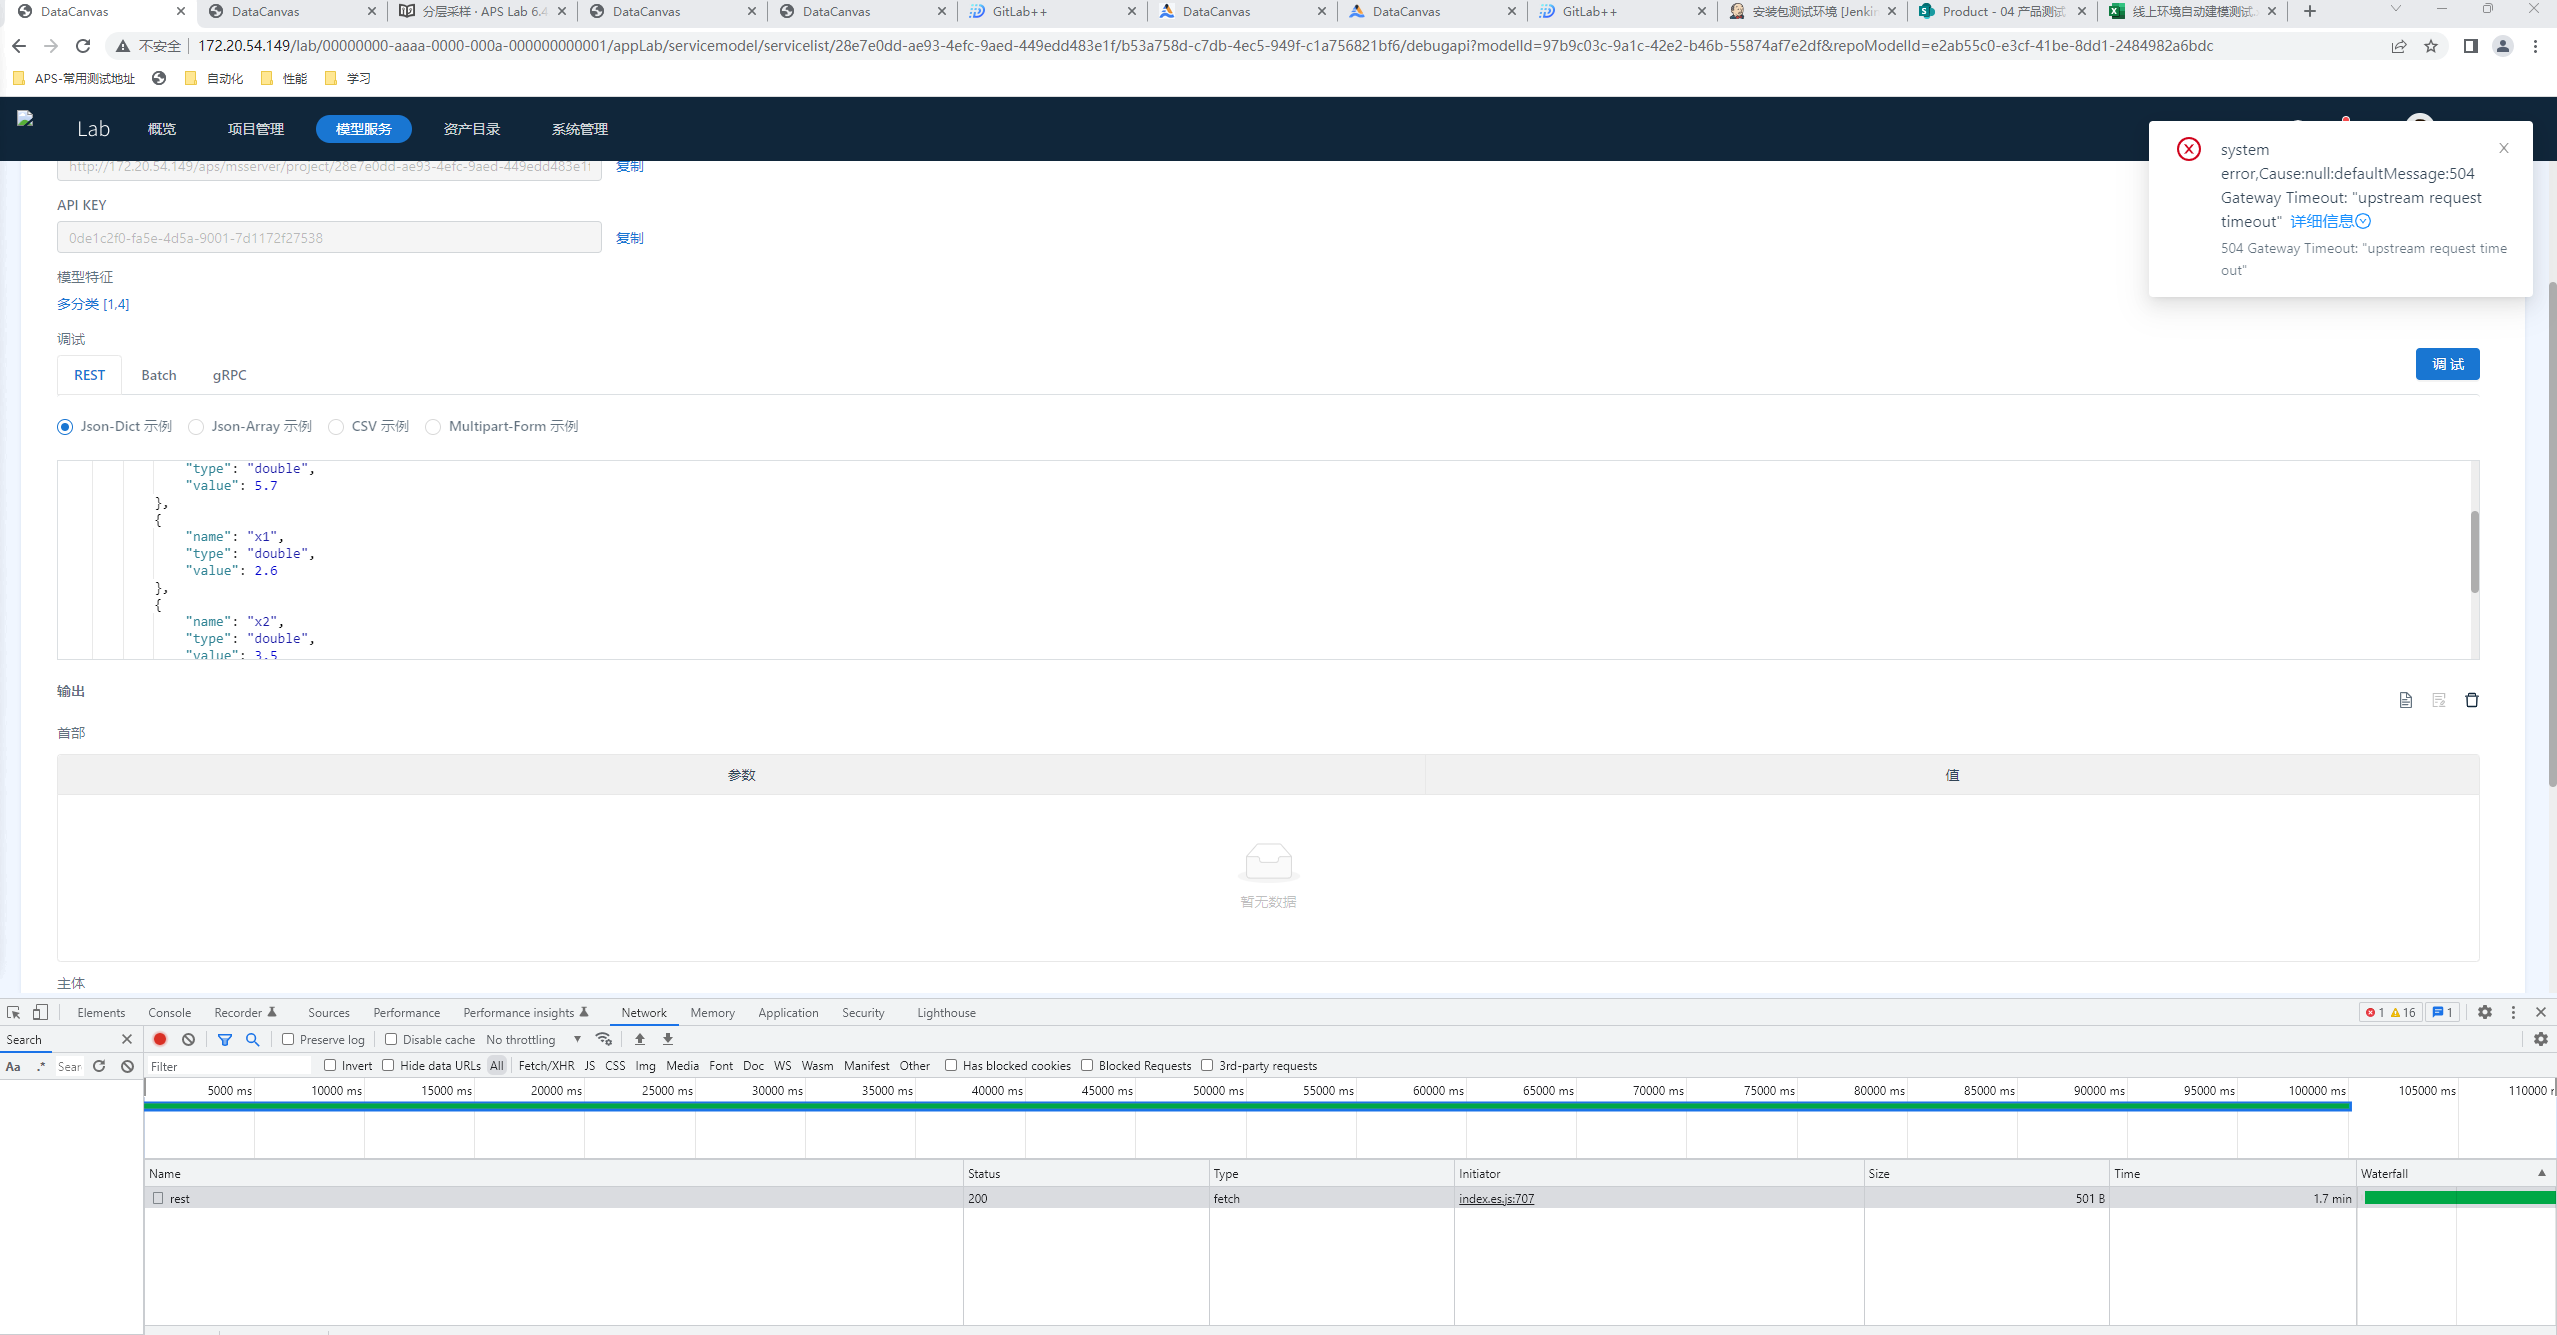 DataCanvas
DataCanvas
分层采样 · APS Lab 6.4
DataCanvas
DataCanvas
GitLab++
DataCanvas
DataCanvas
GitLab++
安装包测试环境 [Jenkin
Product - 04 产品测试
线上环境自动建模测试
不安全
172.20.54.149/lab/00000000-aaaa-0000-000a-000000000001/appLab/servicemodel/servicelist/28e7e0dd-ae93-4efc-9aed-449edd483e1f/b53a758d-c7db-4ec5-949f-c1a756821bf6/debugapi?modelId=97b9c03c-9a1c-42e2-b46b-55874af7e2df&repoModelId=e2ab55c0-e3cf-41be-8dd1-2484982a6bdc
APS-常用测试地址
自动化
性能
学习
Lab
概览
项目管理
模型服务
资产目录
系统管理
system
error,Cause:null:defaultMessage:504
Gateway Timeout: "upstream request
timeout" 详细信息
504 Gateway Timeout: "upstream request time
out"
http://172.20.54.149/aps/msserver/project/28e7e0dd-ae93-4efc-9aed-449edd483e1f
复制
API KEY
0de1c2f0-fa5e-4d5a-9001-7d1172f27538
复制
模型特征
多分类 [1,4]
调试
REST
Batch
gRPC
调 试
Json-Dict 示例
Json-Array 示例
CSV 示例
Multipart-Form 示例
"type": "double",
"value": 5.7
},
{
"name": "x1",
"type": "double",
"value": 2.6
},
{
"name": "x2",
"type": "double",
"value": 3.5
输出
首部
参数
值
暂无数据
主体
Elements
Console
Recorder
Sources
Performance
Performance insights
Network
Memory
Application
Security
Lighthouse
1
16
1
Search
Preserve log
Disable cache
No throttling
Aa
.*
Sear
Filter
Invert
Hide data URLs
All
Fetch/XHR
JS
CSS
Img
Media
Font
Doc
WS
Wasm
Manifest
Other
Has blocked cookies
Blocked Requests
3rd-party requests
5000 ms
10000 ms
15000 ms
20000 ms
25000 ms
30000 ms
35000 ms
40000 ms
45000 ms
50000 ms
55000 ms
60000 ms
65000 ms
70000 ms
75000 ms
80000 ms
85000 ms
90000 ms
95000 ms
100000 ms
105000 ms
110000
Name
Status
Type
Initiator
Size
Time
Waterfall
rest
200
fetch
index.es.js:707
501 B
1.7 min